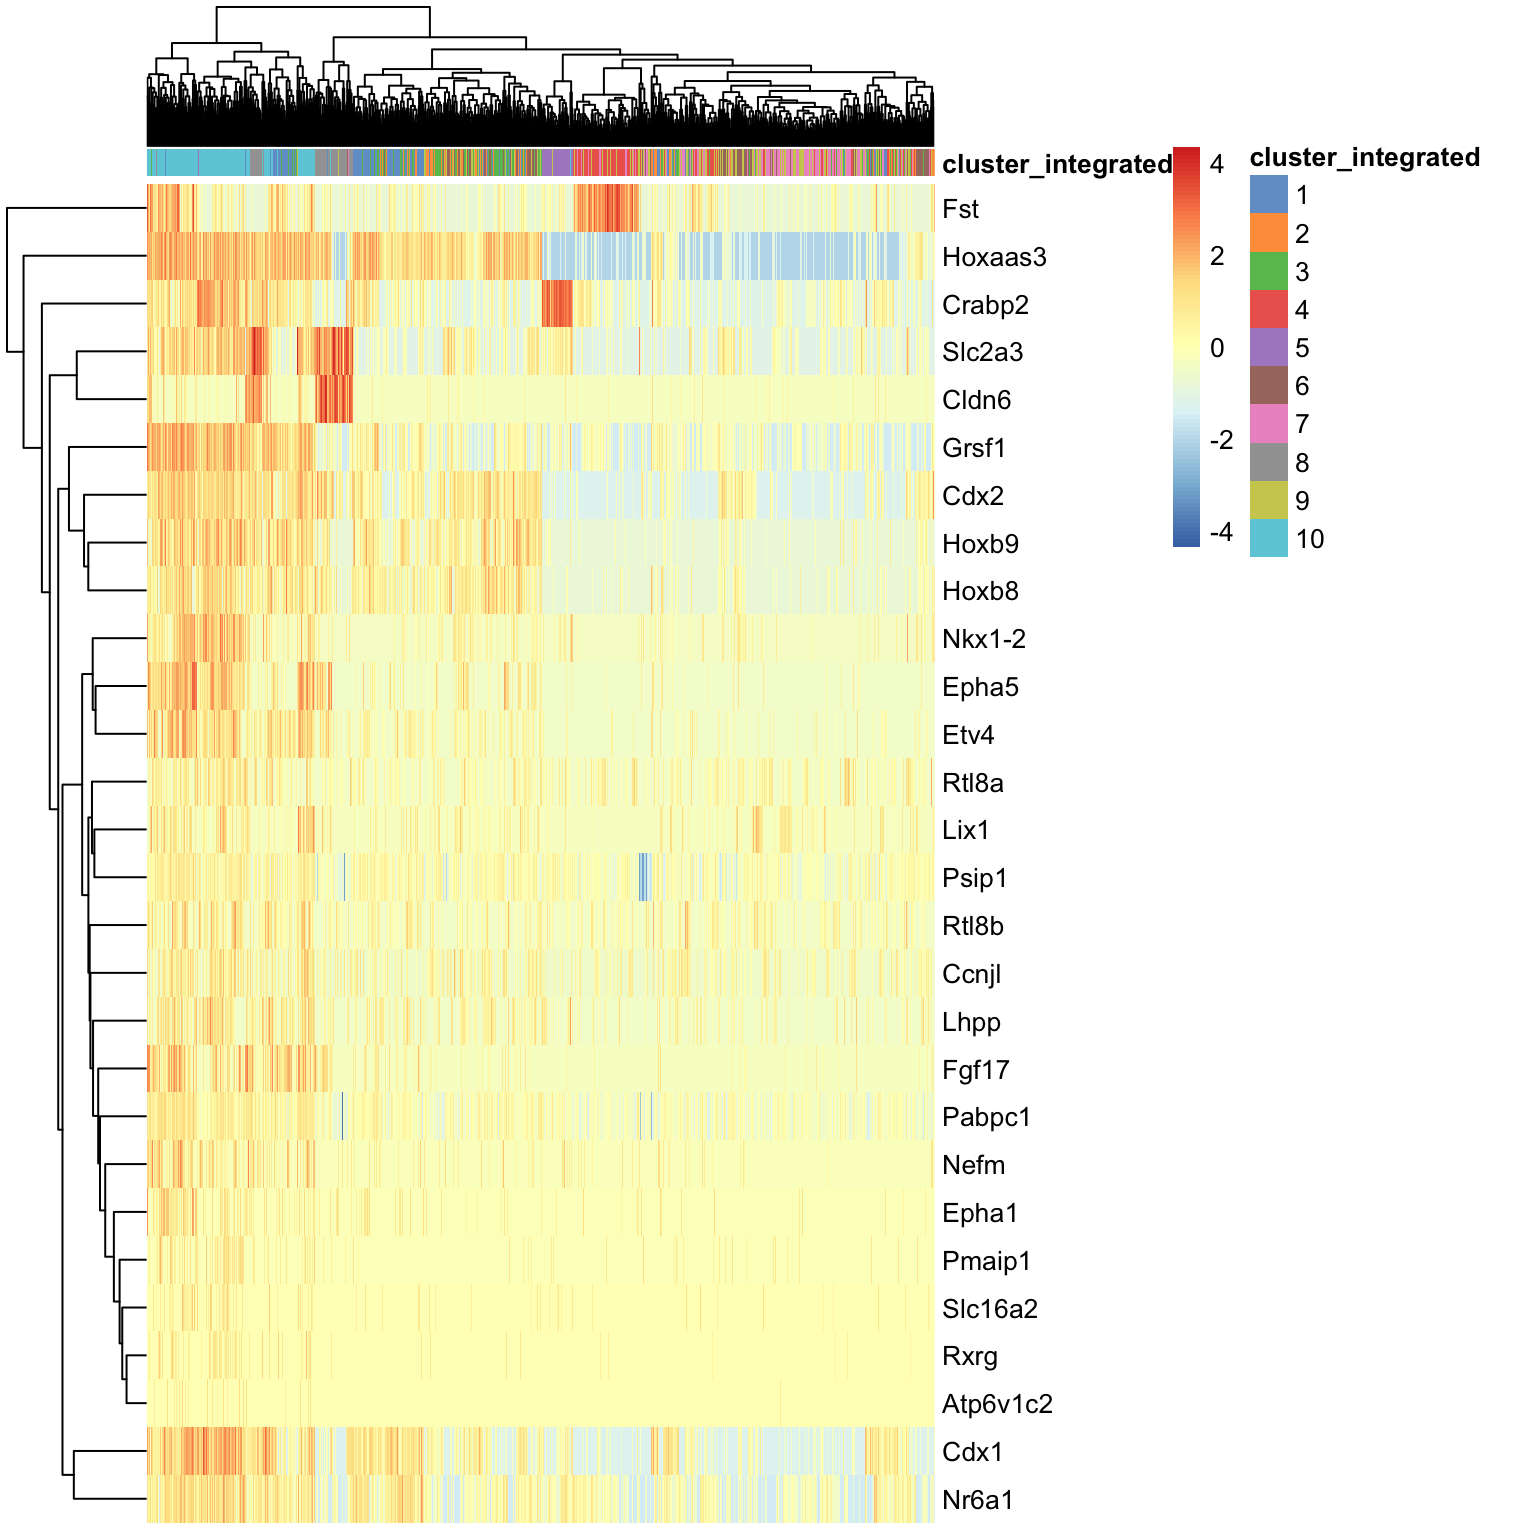 cluster_integrated
Fst
Hoxaas3
Crabp2
Slc2a3
Cldn6
Grsf1
Cdx2
Hoxb9
Hoxb8
Nkx1-2
Epha5
Etv4
Rtl8a
Lix1
Psip1
Rtl8b
Ccnjl
Lhpp
Fgf17
Pabpc1
Nefm
Epha1
Pmaip1
Slc16a2
Rxrg
Atp6v1c2
Cdx1
Nr6a1
4
2
0
-2
-4
cluster_integrated
1
2
3
4
5
6
7
8
9
10